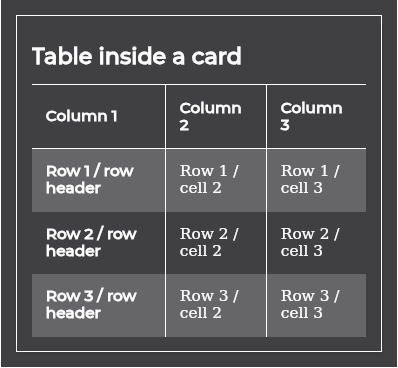 Table inside a card
Column 1
Column
2
Column
3
Row 1 / row
header
Row 1 /
cell 2
Row 1 /
cell 3
Row 2 / row
header
Row 2 /
cell 2
Row 2 /
cell 3
Row 3 / row
header
Row 3 /
cell 2
Row 3 /
cell 3